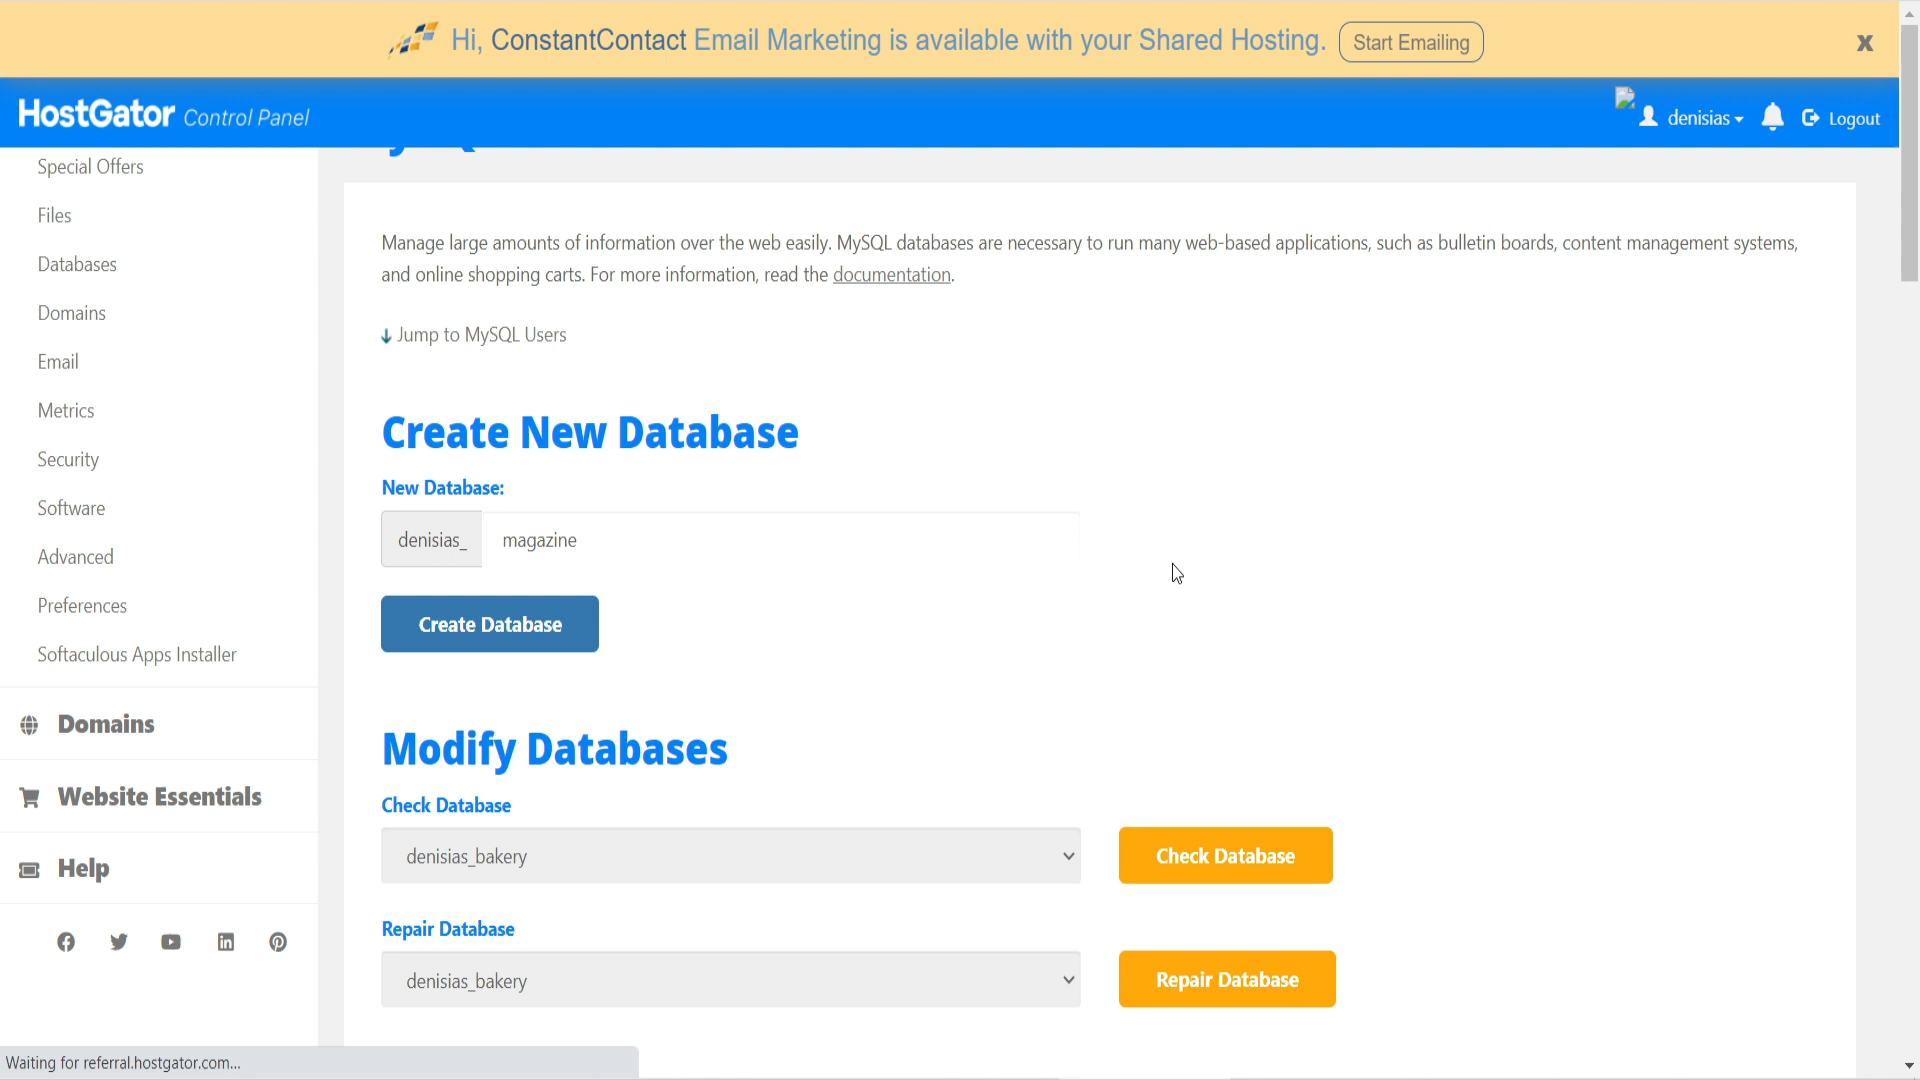 Hi, ConstantContact Email Marketing is available with your Shared Hosting.
Start Emailing
X
HostGator Control Panel
denisias
Logout
Special Offers
Files
Databases
Domains
Email
Metrics
Security
Software
Advanced
Preferences
Softaculous Apps Installer
Domains
Website Essentials
Help
Manage large amounts of information over the web easily. MySQL databases are necessary to run many web-based applications, such as bulletin boards, content management systems,
and online shopping carts. For more information, read the documentation.
Jump to MySQL Users
Create New Database
New Database:
denisias_
magazine
Create Database
Modify Databases
Check Database
denisias_bakery
Check Database
Repair Database
denisias_bakery
Repair Database
Waiting for referral.hostgator.com...